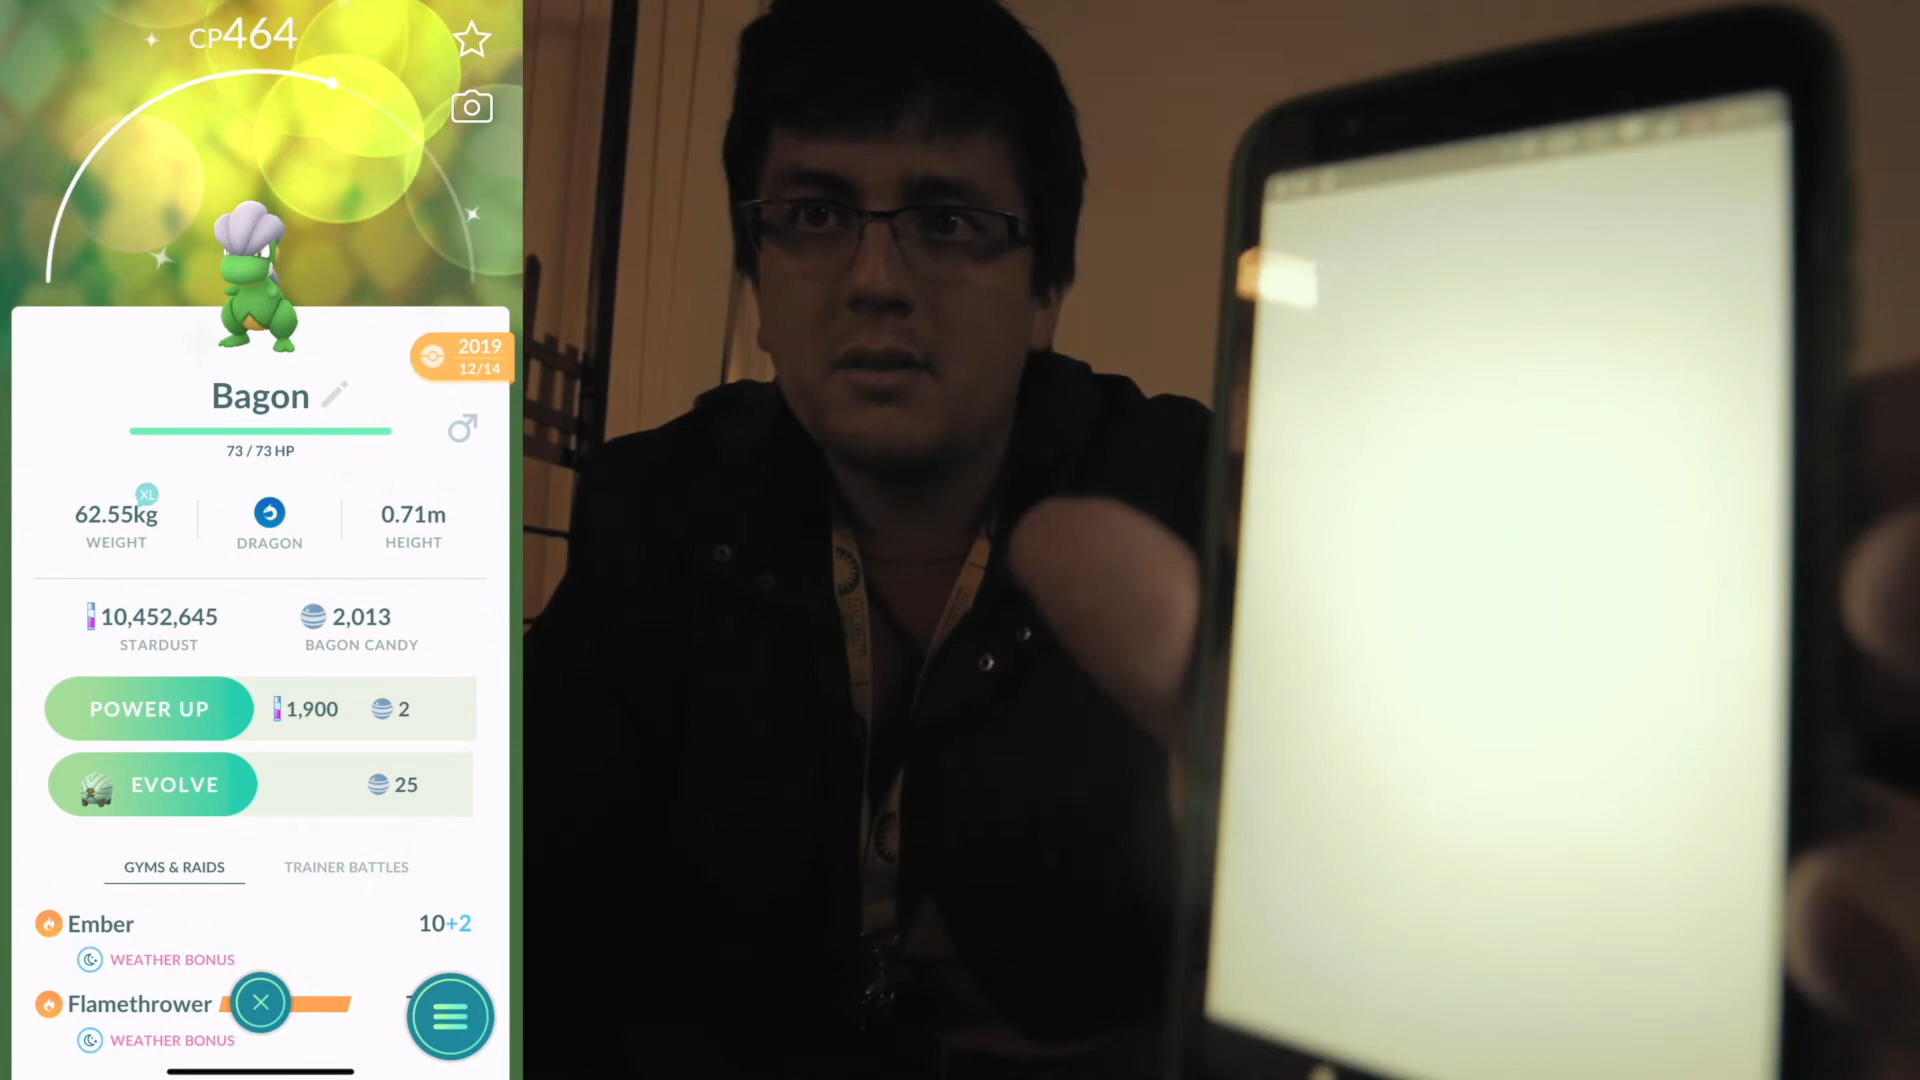 CP464
2019
12/14
Bagon
73 / 73 HP
XL
62.55kg
WEIGHT
DRAGON
0.71m
HEIGHT
10,452,645
STARDUST
2,013
BAGON CANDY
POWER UP 1,900 2
EVOLVE 25
GYMS & RAIDS TRAINER BATTLES
Ember 10+2
WEATHER BONUS
Flamethrower
WEATHER BONUS